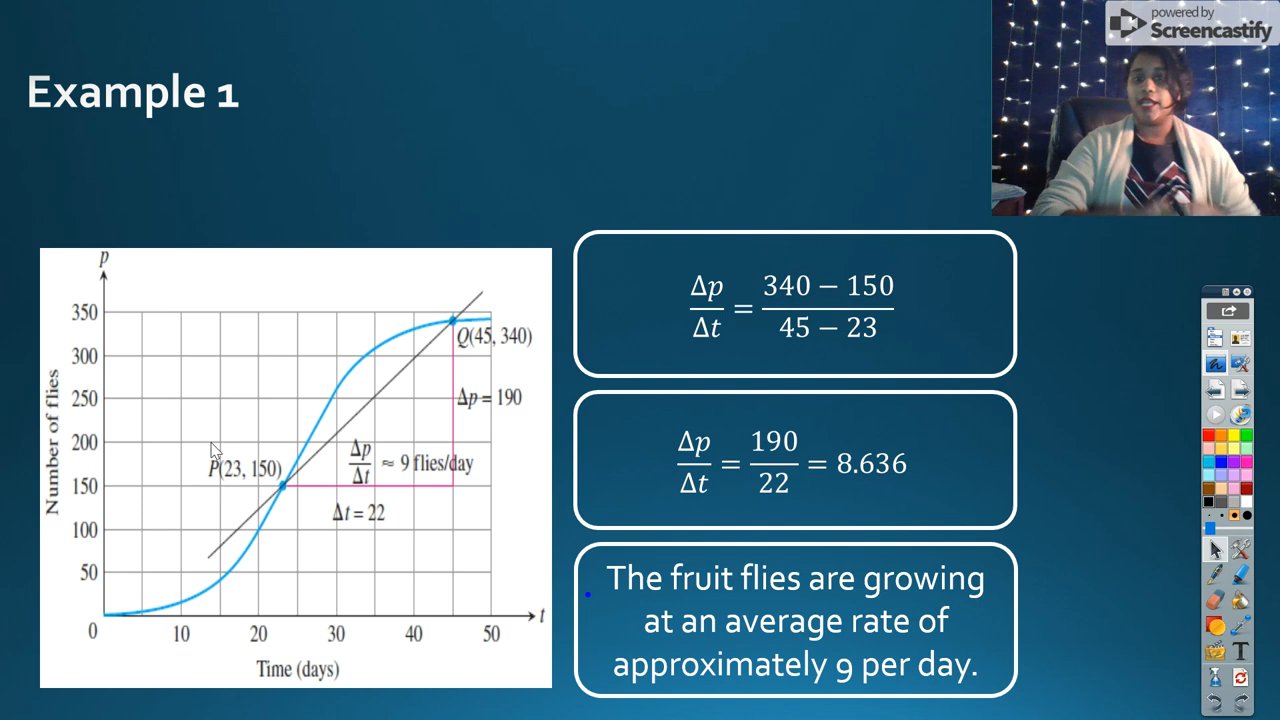 powered by
Screencastify
Example 1
p
350
300
250
200
150
100
50
0
10 20 30 40 50
t
Time (days)
Number of flies
Q(45, 340)
Δp = 190
P(23, 150)
Δp/Δt ≈ 9 flies/day
Δt = 22
Δp/Δt = (340 − 150)/(45 − 23)
Δp/Δt = 190/22 = 8.636
The fruit flies are growing
at an average rate of
approximately 9 per day.
T